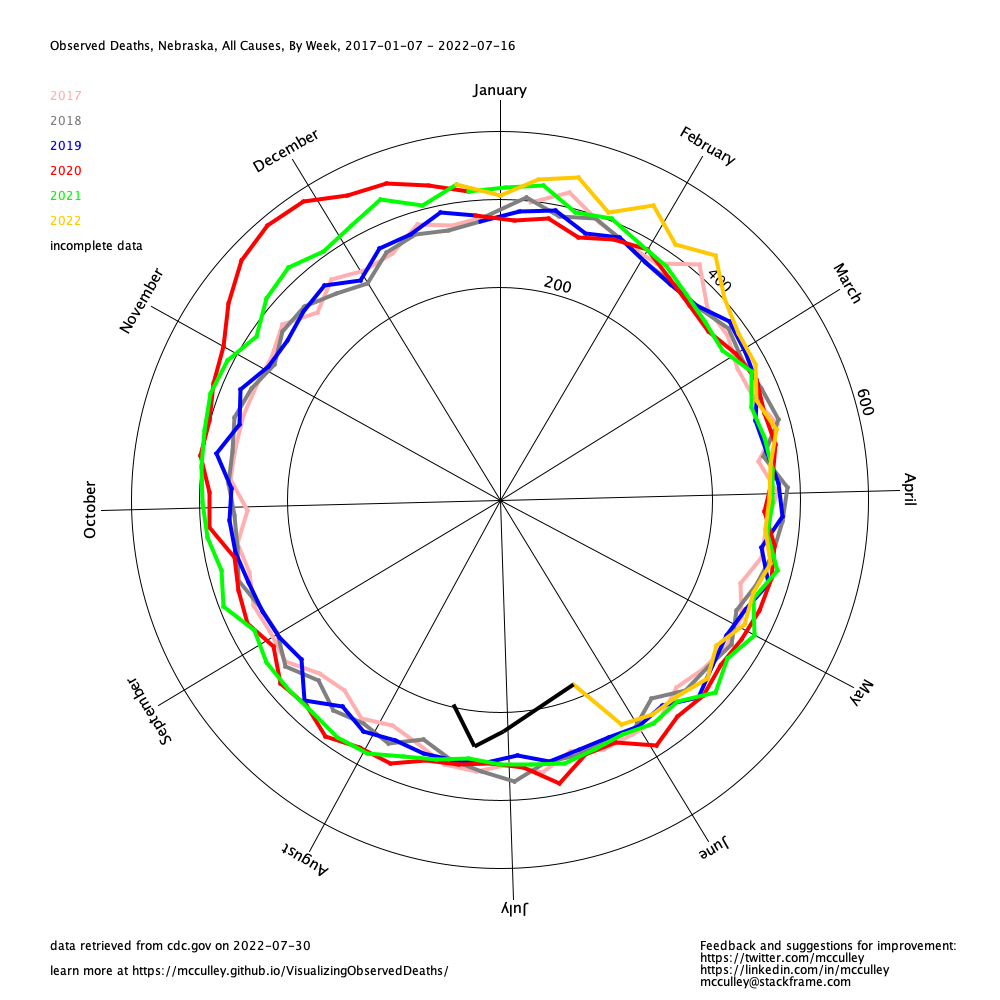 Observed Deaths, Nebraska, All Causes, By Week, 2017-01-07 - 2022-07-16
2017
2018
2019
2020
2021
2022
incomplete data
January
February
March
April
May
June
July
August
September
October
November
December
200
400
600
data retrieved from cdc.gov on 2022-07-30
learn more at https://mcculley.github.io/VisualizingObservedDeaths/
Feedback and suggestions for improvement:
https://twitter.com/mcculley
https://linkedin.com/in/mcculley
mcculley@stackframe.com